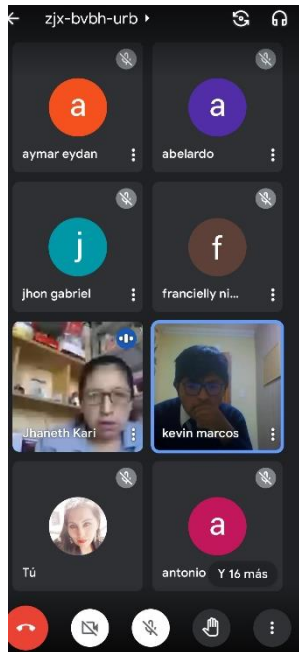 zjx-bvbh-urb
a
aymar eydan
a
abelardo
j
jhon gabriel
f
francielly ni...
Jhaneth Kari
kevin marcos
Tú
a
antonio
Y 16 más